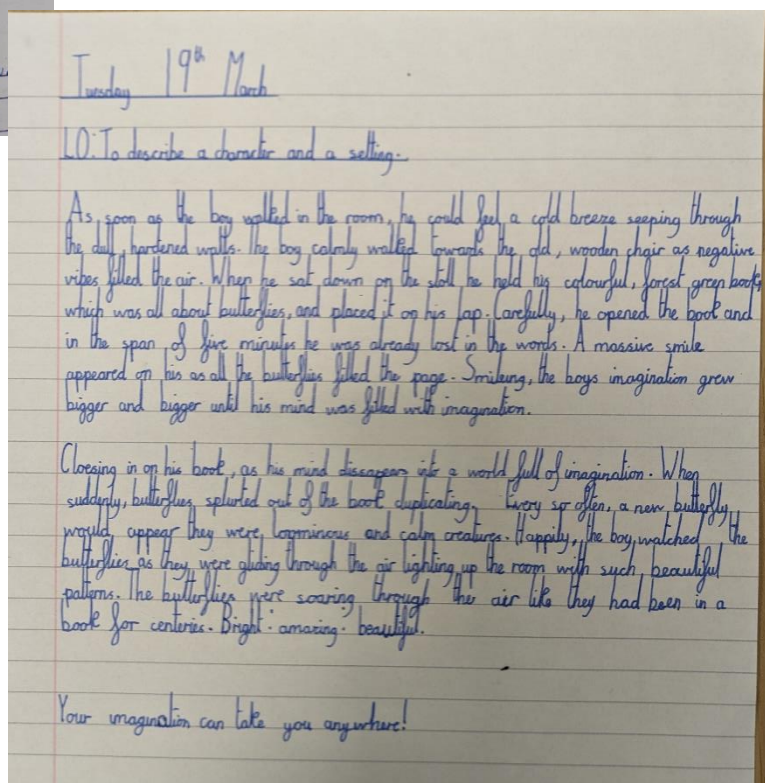 Tuesday 19th March
LO: To describe a character and a setting.
As soon as the boy walked in the room, he could feel a cold breeze seeping through
the dull, hardened walls. The boy calmly walked towards the old, wooden chair as negative
vibes filled the air. When he sat down on the stoll he held his colourful, forest green book,
which was all about butterflies, and placed it on his lap. Carefully, he opened the book and
in the span of five minutes he was already lost in the words. A massive smile
appeared on his as all the butterflies filled the page. Smileing, the boys imagination grew
bigger and bigger until his mind was filled with imagination.
Cloesing in on his book, as his mind dissapears into a world full of imagination. When
suddenly, butterflies splurted out of the book duplicating. Every so often, a new butterfly
would appear they were loominous and calm creatures. Happily, the boy watched the
butterflies as they were gliding through the air lighting up the room with such beautiful
patterns. The butterflies were soaring through the air like they had been in a
book for centeries. Bright. amazing. beautiful.
Your imagination can take you anywhere!